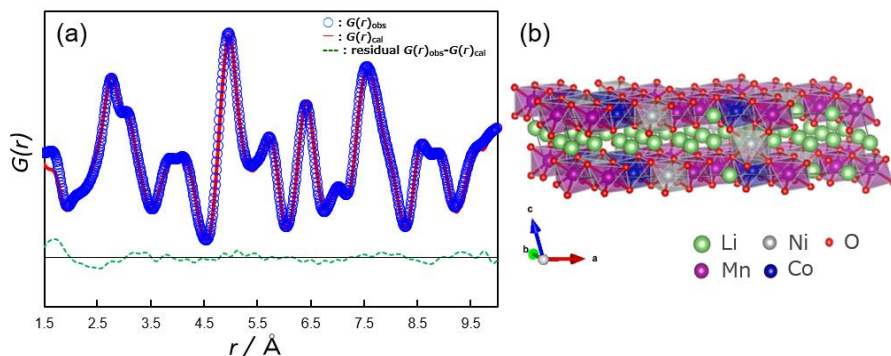 (a)
○ : G(r)obs
— : G(r)cal
--- : residual G(r)obs-G(r)cal
G(r)
1.5 2.5 3.5 4.5 5.5 6.5 7.5 8.5 9.5
r / Å
(b)
c
b
a
Li Ni O
Mn Co